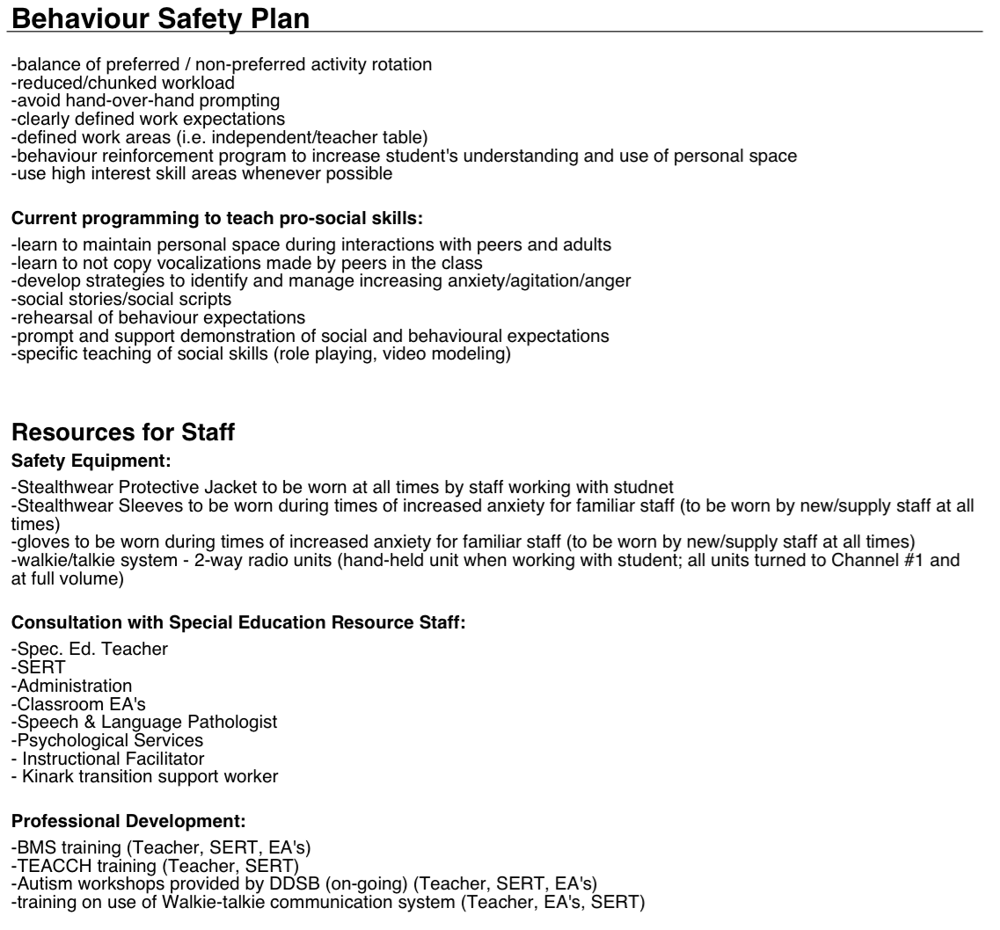 Behaviour Safety Plan
-balance of preferred / non-preferred activity rotation
-reduced/chunked workload
-avoid hand-over-hand prompting
-clearly defined work expectations
-defined work areas (i.e. independent/teacher table)
-behaviour reinforcement program to increase student's understanding and use of personal space
-use high interest skill areas whenever possible
Current programming to teach pro-social skills:
-learn to maintain personal space during interactions with peers and adults
-learn to not copy vocalizations made by peers in the class
-develop strategies to identify and manage increasing anxiety/agitation/anger
-social stories/social scripts
-rehearsal of behaviour expectations
-prompt and support demonstration of social and behavioural expectations
-specific teaching of social skills (role playing, video modeling)
Resources for Staff
Safety Equipment:
-Stealthwear Protective Jacket to be worn at all times by staff working with studnet
-Stealthwear Sleeves to be worn during times of increased anxiety for familiar staff (to be worn by new/supply staff at all
times)
-gloves to be worn during times of increased anxiety for familiar staff (to be worn by new/supply staff at all times)
-walkie/talkie system - 2-way radio units (hand-held unit when working with student; all units turned to Channel #1 and
at full volume)
Consultation with Special Education Resource Staff:
-Spec. Ed. Teacher
-SERT
-Administration
-Classroom EA's
-Speech & Language Pathologist
-Psychological Services
- Instructional Facilitator
- Kinark transition support worker
Professional Development:
-BMS training (Teacher, SERT, EA's)
-TEACCH training (Teacher, SERT)
-Autism workshops provided by DDSB (on-going) (Teacher, SERT, EA's)
-training on use of Walkie-talkie communication system (Teacher, EA's, SERT)